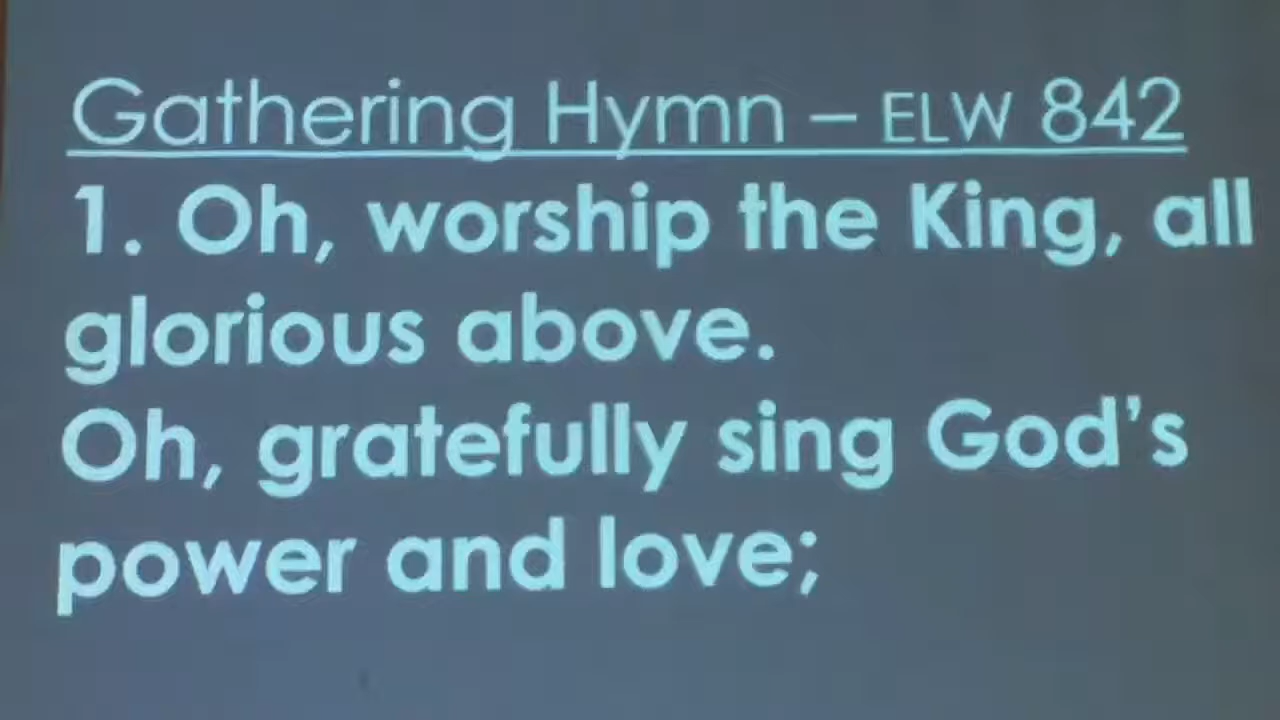 Gathering Hymn – ELW 842
1. Oh, worship the King, all
glorious above.
Oh, gratefully sing God's
power and love;